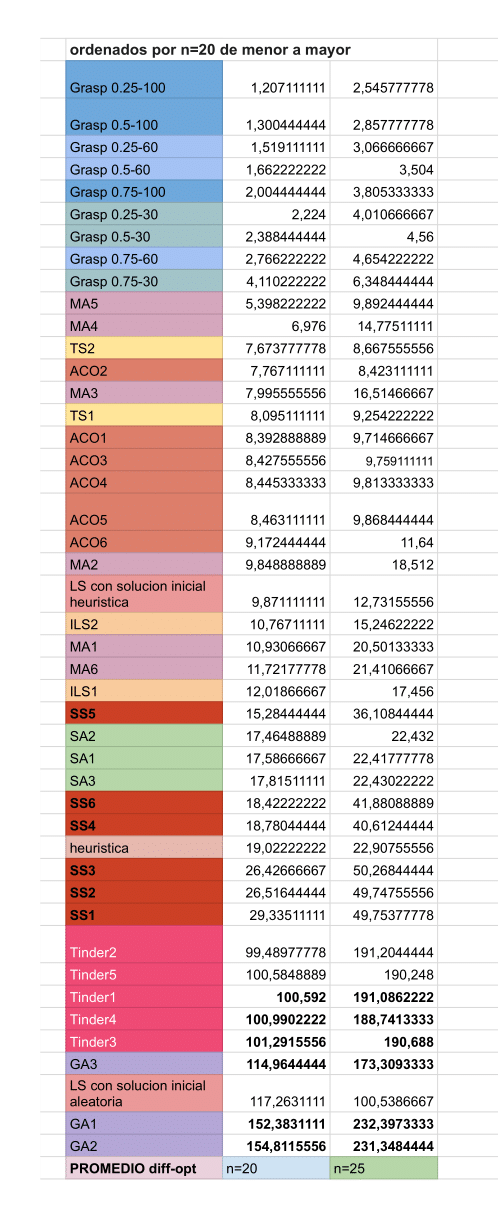 ordenados por n=20 de menor a mayor
Grasp 0.25-100 1,207111111 2,545777778
Grasp 0.5-100 1,300444444 2,857777778
Grasp 0.25-60 1,519111111 3,066666667
Grasp 0.5-60 1,662222222 3,504
Grasp 0.75-100 2,004444444 3,805333333
Grasp 0.25-30 2,224 4,010666667
Grasp 0.5-30 2,388444444 4,56
Grasp 0.75-60 2,766222222 4,654222222
Grasp 0.75-30 4,110222222 6,348444444
MA5 5,398222222 9,892444444
MA4 6,976 14,77511111
TS2 7,673777778 8,667555556
ACO2 7,767111111 8,423111111
MA3 7,995555556 16,51466667
TS1 8,095111111 9,254222222
ACO1 8,392888889 9,714666667
ACO3 8,427555556 9,759111111
ACO4 8,445333333 9,813333333
ACO5 8,463111111 9,868444444
ACO6 9,172444444 11,64
MA2 9,848888889 18,512
LS con solucion inicial
heuristica 9,871111111 12,73155556
ILS2 10,76711111 15,24622222
MA1 10,93066667 20,50133333
MA6 11,72177778 21,41066667
ILS1 12,01866667 17,456
SS5 15,28444444 36,10844444
SA2 17,46488889 22,432
SA1 17,58666667 22,41777778
SA3 17,81511111 22,43022222
SS6 18,42222222 41,88088889
SS4 18,78044444 40,61244444
heuristica 19,02222222 22,90755556
SS3 26,42666667 50,26844444
SS2 26,51644444 49,74755556
SS1 29,33511111 49,75377778
Tinder2 99,48977778 191,2044444
Tinder5 100,5848889 190,248
Tinder1 100,592 191,0862222
Tinder4 100,9902222 188,7413333
Tinder3 101,2915556 190,688
GA3 114,9644444 173,3093333
LS con solucion inicial
aleatoria 117,2631111 100,5386667
GA1 152,3831111 232,3973333
GA2 154,8115556 231,3484444
PROMEDIO diff-opt n=20 n=25